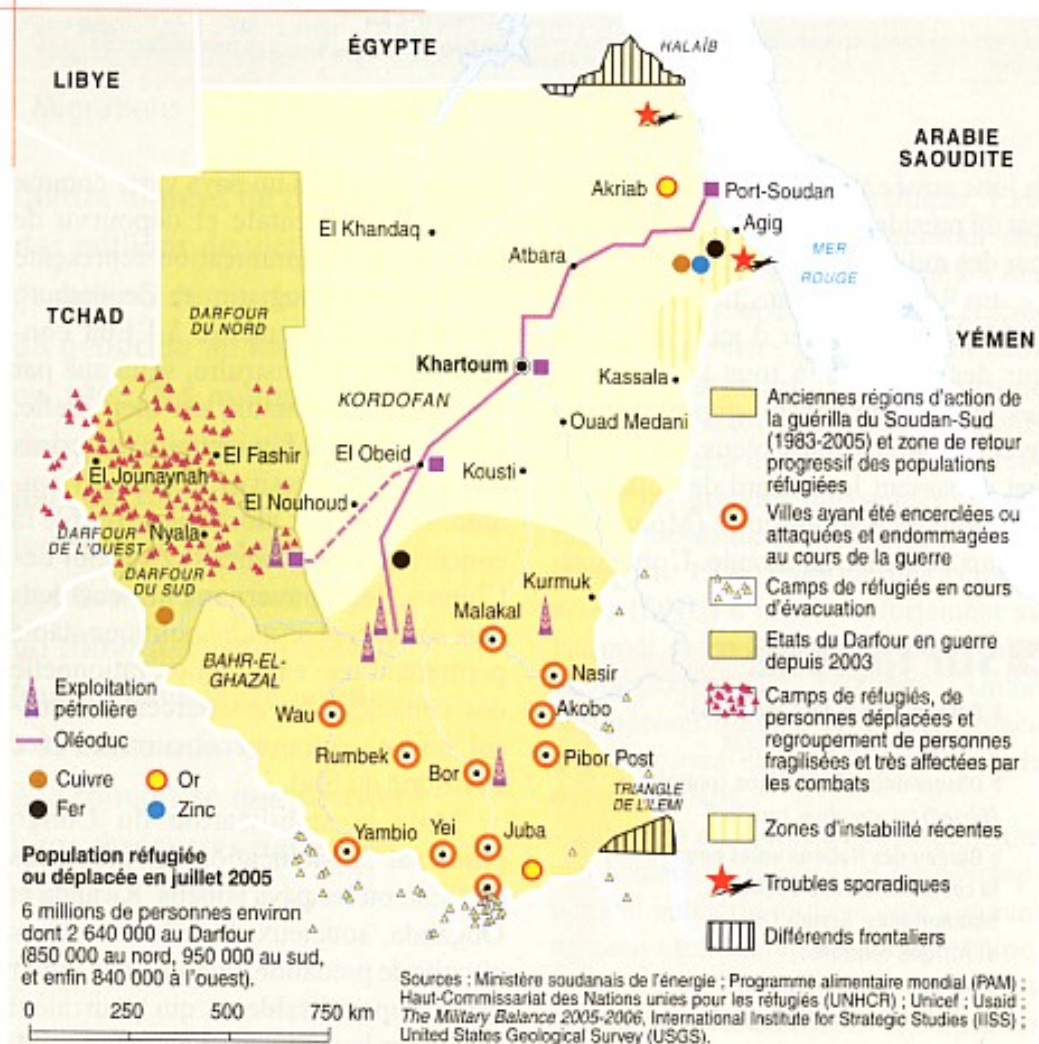 ÉGYPTE
HALAÏB
LIBYE
ARABIE
SAOUDITE
Akriab
Port-Soudan
Agig
El Khandaq
Atbara
MER
ROUGE
TCHAD
DARFOUR
DU NORD
YÉMEN
Khartoum
Kassala
KORDOFAN
Ouad Medani
El Obeid
Kousti
El Fashir
El Jounaynah
El Nouhoud
DARFOUR
DE L'OUEST
Nyala
DARFOUR
DU SUD
Kurmuk
Malakal
BAHR-EL-
GHAZAL
Nasir
Wau
Akobo
Rumbek
Bor
Pibor Post
TRIANGLE
DE L'ILEMI
Yambio
Yei
Juba
Anciennes régions d'action de
la guérilla du Soudan-Sud
(1983-2005) et zone de retour
progressif des populations
réfugiées
Villes ayant été encerclées ou
attaquées et endommagées
au cours de la guerre
Camps de réfugiés en cours
d'évacuation
Etats du Darfour en guerre
depuis 2003
Camps de réfugiés, de
personnes déplacées et
regroupement de personnes
fragilisées et très affectées par
les combats
Zones d'instabilité récentes
Troubles sporadiques
Différends frontaliers
Exploitation
pétrolière
Oléoduc
Cuivre
Or
Fer
Zinc
Population réfugiée
ou déplacée en juillet 2005
6 millions de personnes environ
dont 2 640 000 au Darfour
(850 000 au nord, 950 000 au sud,
et enfin 840 000 à l'ouest).
0 250 500 750 km
Sources : Ministère soudanais de l'énergie ; Programme alimentaire mondial (PAM) ;
Haut-Commissariat des Nations unies pour les réfugiés (UNHCR) ; Unicef ; Usaid ;
The Military Balance 2005-2006, International Institute for Strategic Studies (IISS) ;
United States Geological Survey (USGS).